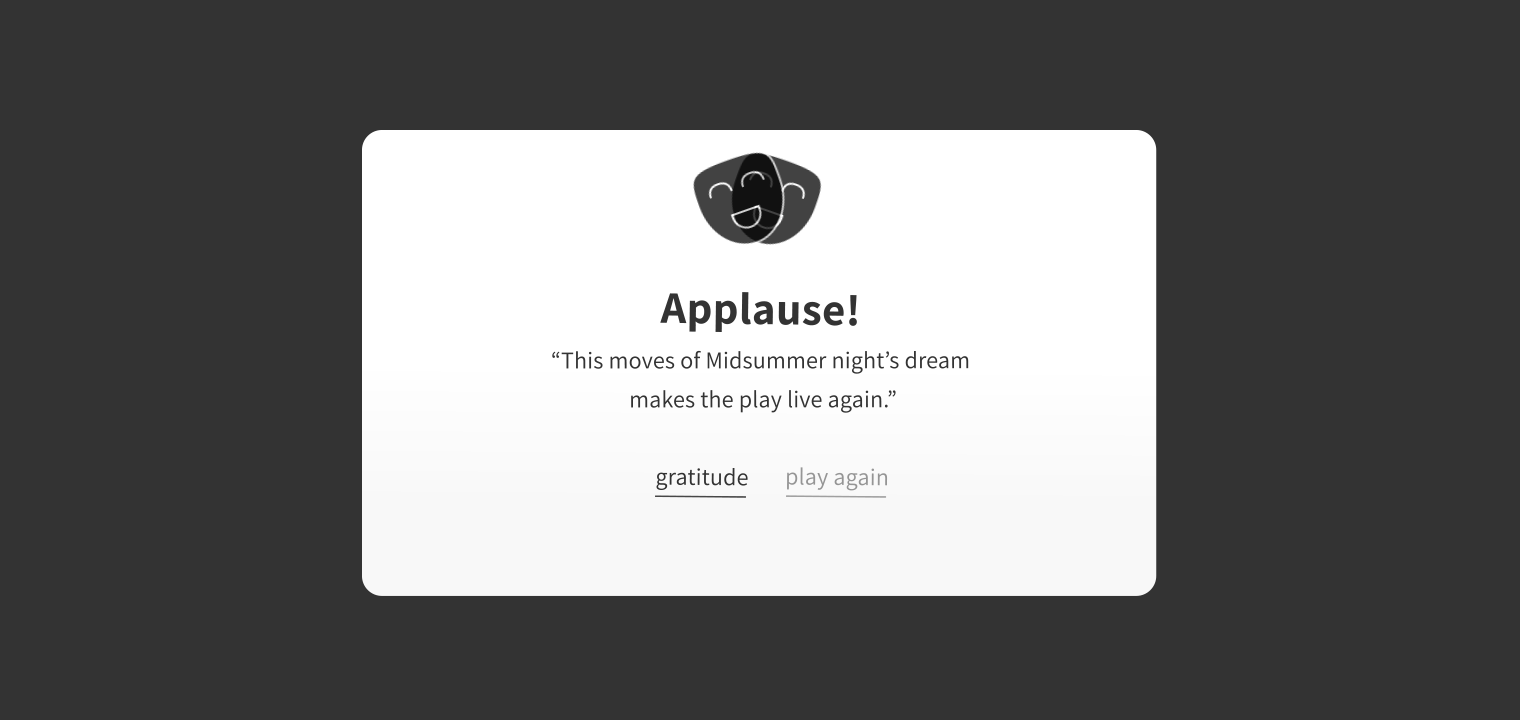 Applause!
“This moves of Midsummer night’s dream
makes the play live again.”
gratitude
play again